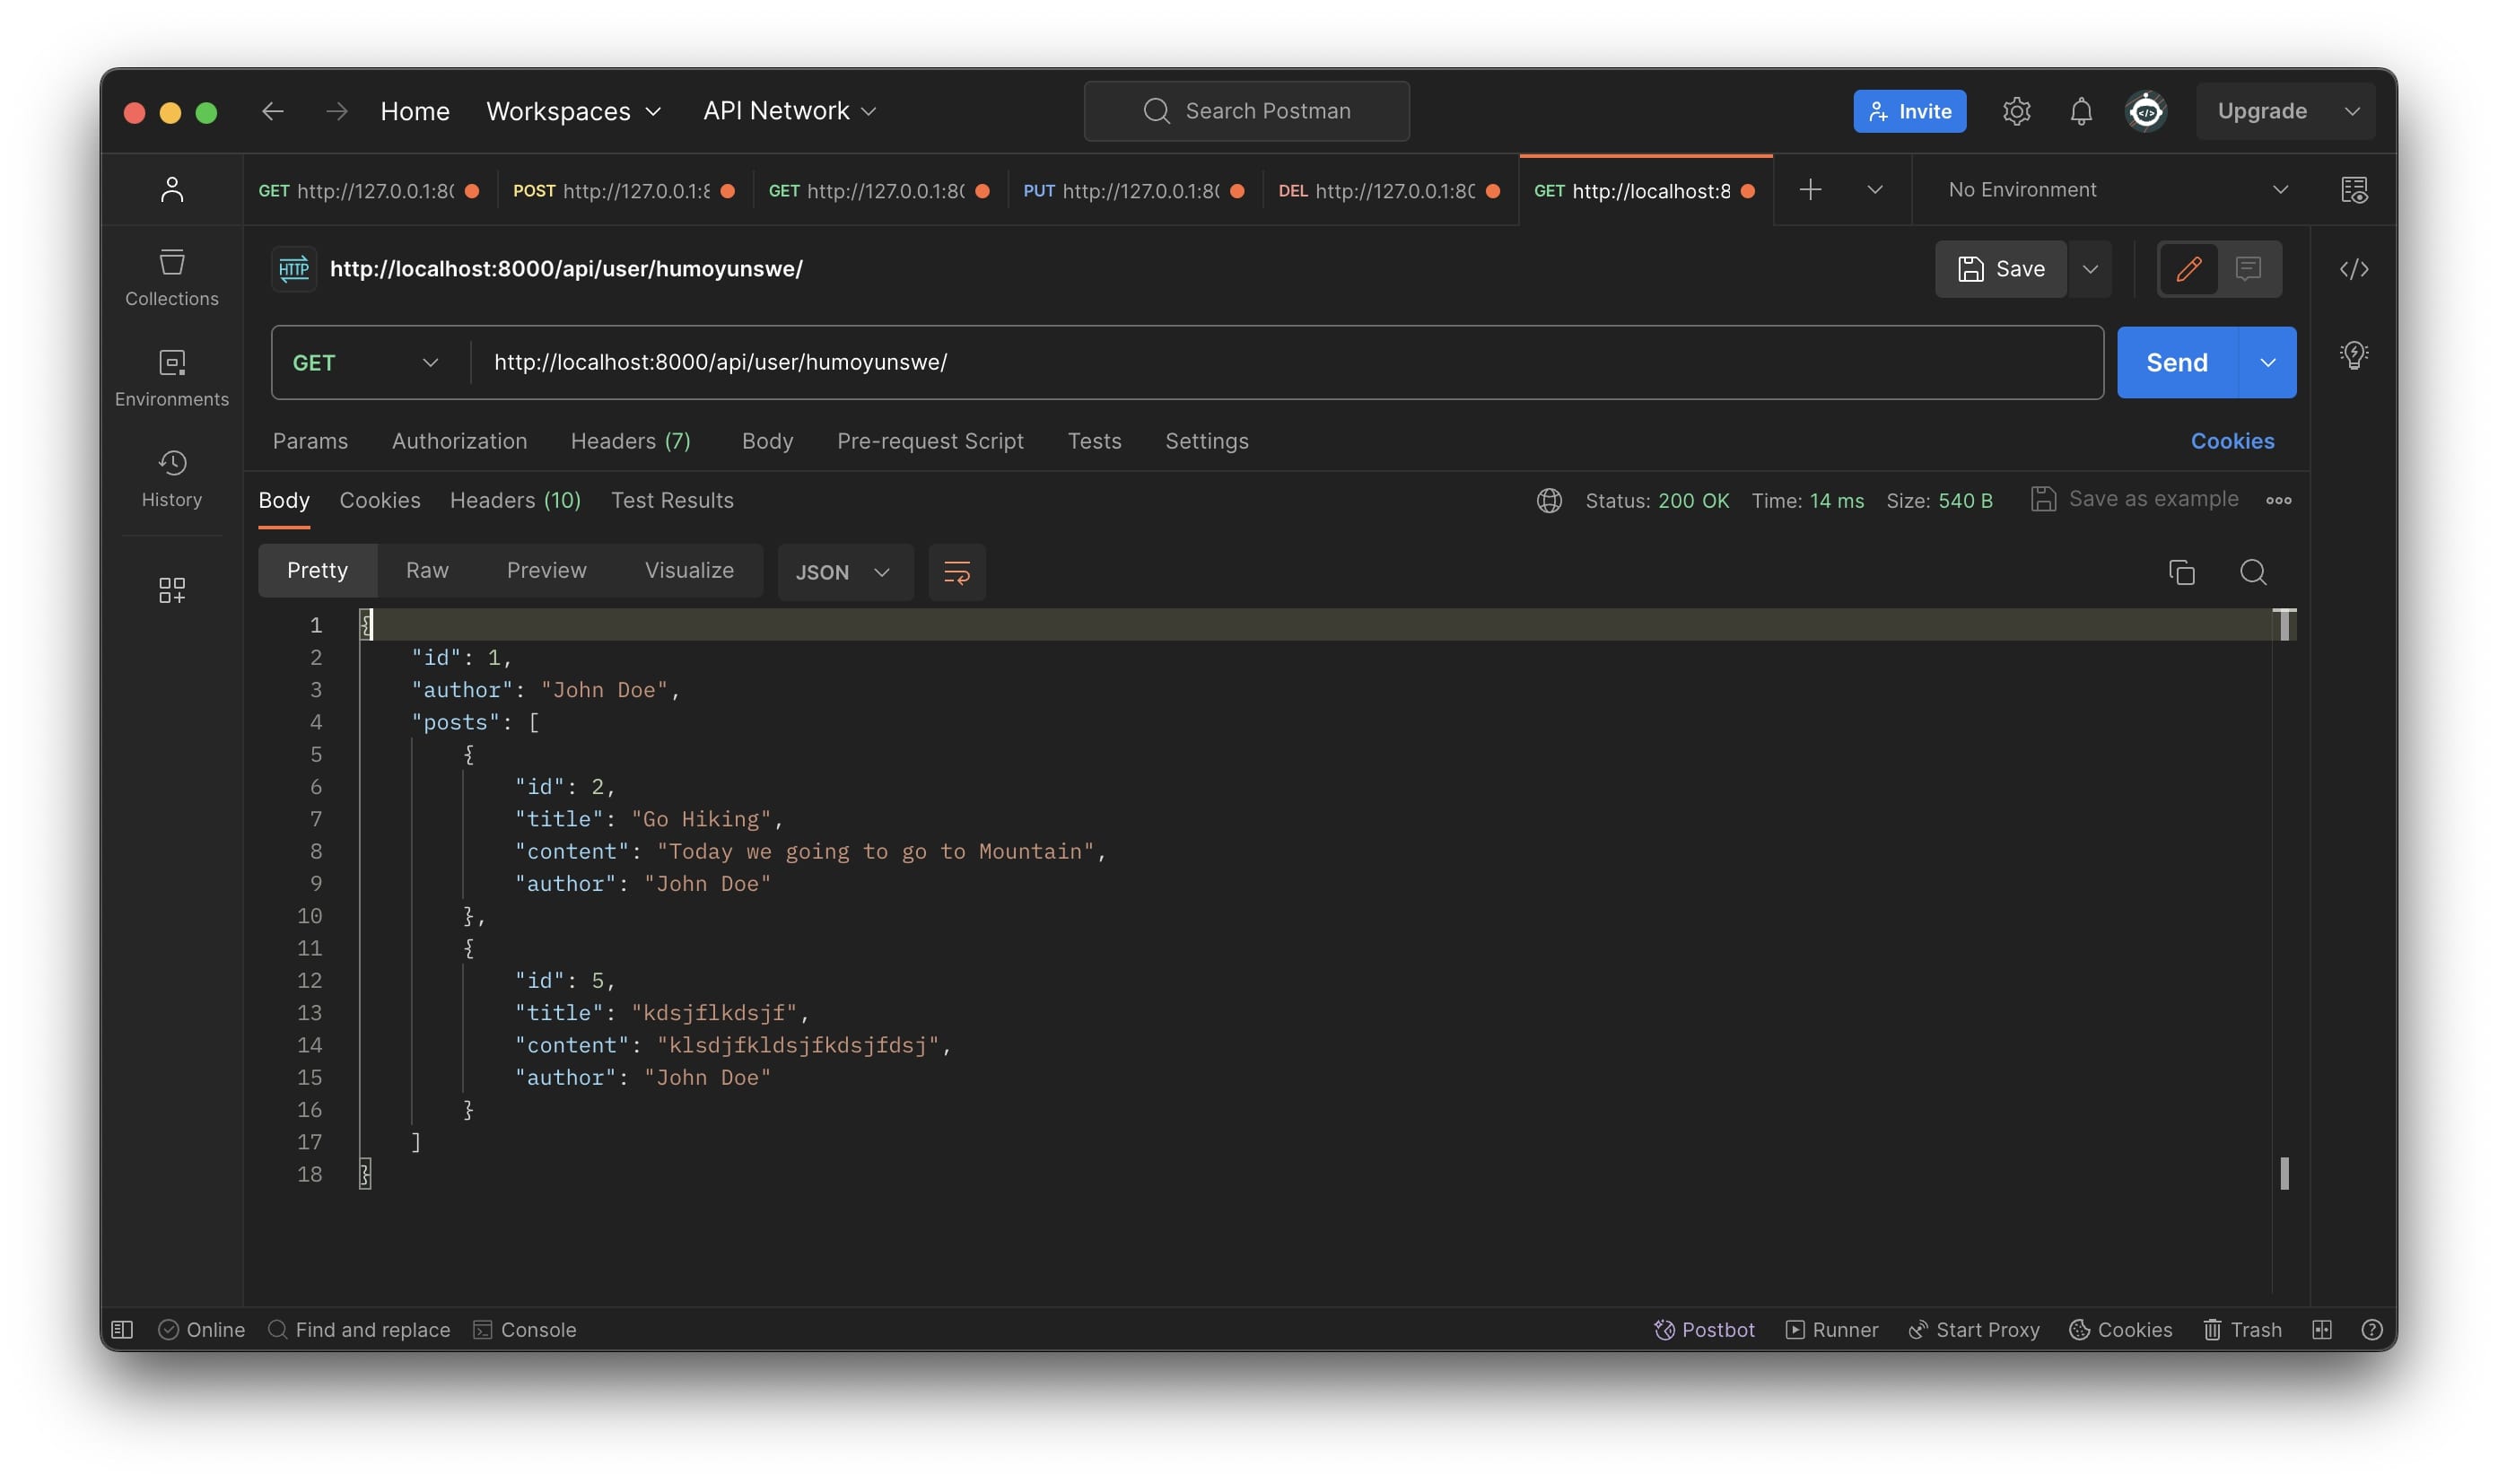 Home Workspaces API Network Search Postman Invite Upgrade
GET http://127.0.0.1:80 POST http://127.0.0.1:8 GET http://127.0.0.1:80 PUT http://127.0.0.1:80 DEL http://127.0.0.1:80 GET http://localhost:8 No Environment
HTTP http://localhost:8000/api/user/humoyunswe/ Save
Collections
Environments
History
GET http://localhost:8000/api/user/humoyunswe/ Send
Params Authorization Headers (7) Body Pre-request Script Tests Settings Cookies
Body Cookies Headers (10) Test Results Status: 200 OK Time: 14 ms Size: 540 B Save as example
Pretty Raw Preview Visualize JSON
1 {
2 "id": 1,
3 "author": "John Doe",
4 "posts": [
5 {
6 "id": 2,
7 "title": "Go Hiking",
8 "content": "Today we going to go to Mountain",
9 "author": "John Doe"
10 },
11 {
12 "id": 5,
13 "title": "kdsjflkdsjf",
14 "content": "klsdjfkldsjfkdsjfdsj",
15 "author": "John Doe"
16 }
17 ]
18 }
Online Find and replace Console Postbot Runner Start Proxy Cookies Trash